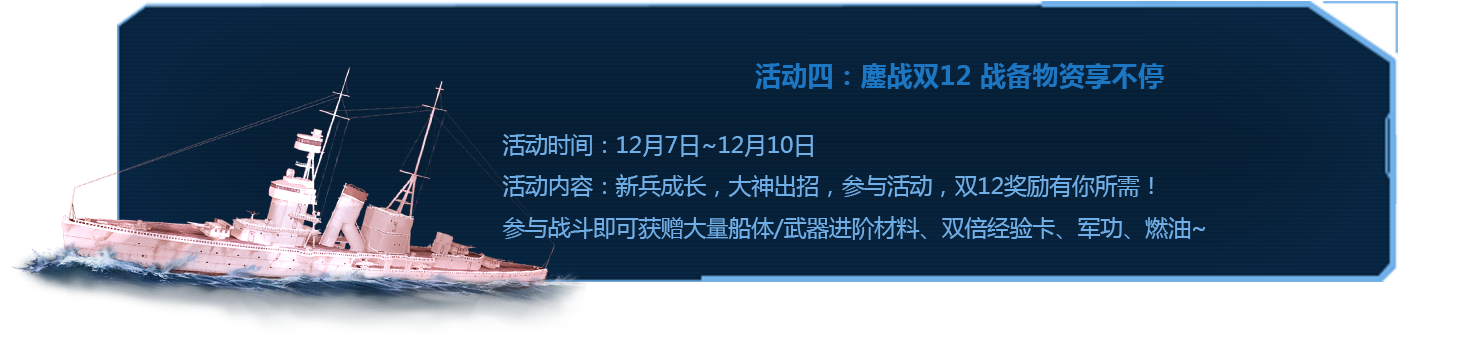 活动四：鏖战双12 战备物资享不停
活动时间：12月7日~12月10日
活动内容：新兵成长，大神出招，参与活动，双12奖励有你所需！
参与战斗即可获赠大量船体/武器进阶材料、双倍经验卡、军功、燃油~